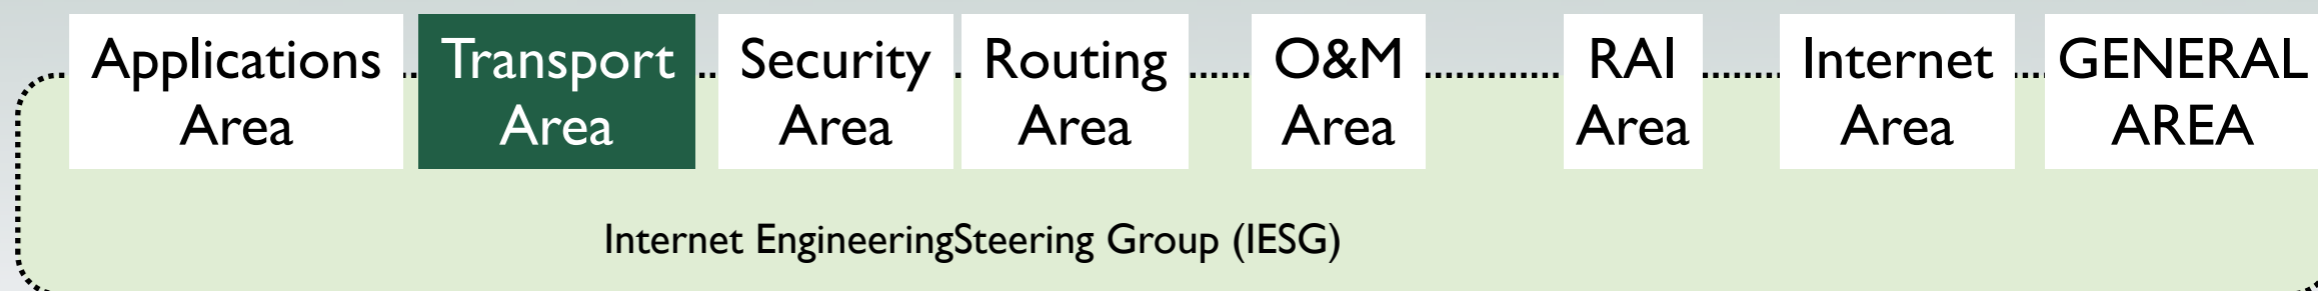 Applications
Area
Transport
Area
Security
Area
Routing
Area
O&M
Area
RAI
Area
Internet
Area
GENERAL
AREA
Internet EngineeringSteering Group (IESG)